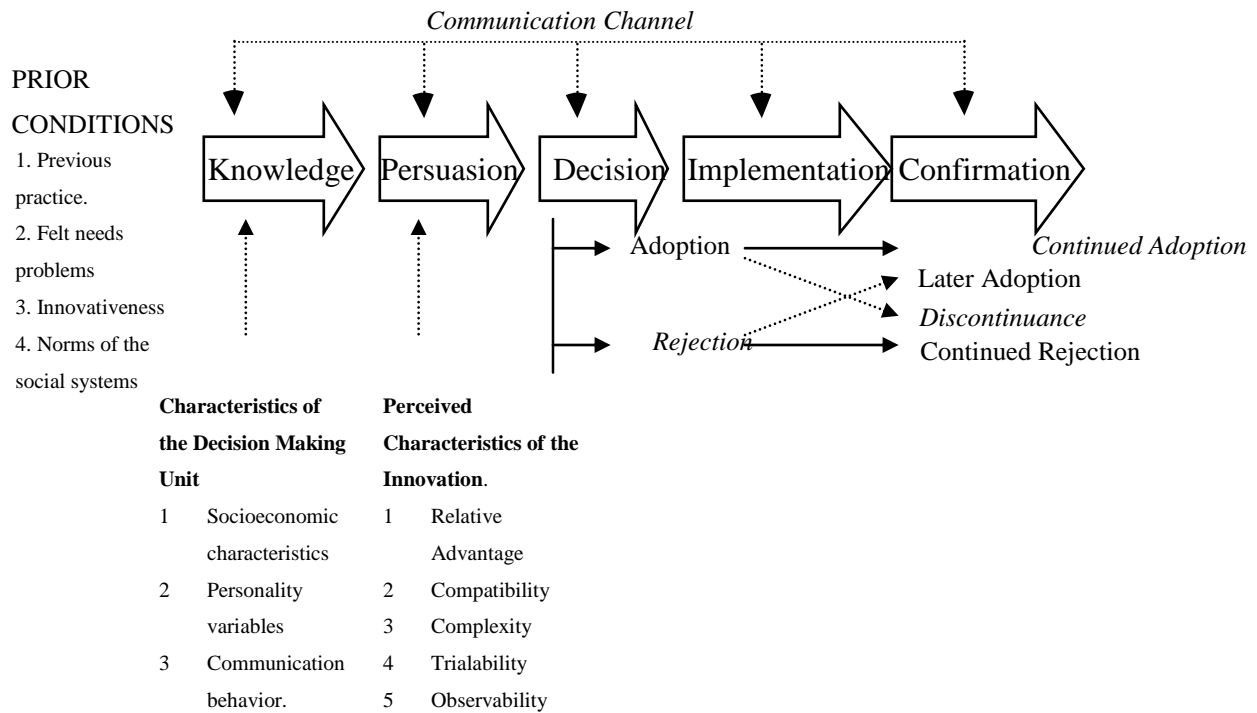 Communication Channel
PRIOR
CONDITIONS
1. Previous
practice.
2. Felt needs
problems
3. Innovativeness
4. Norms of the
social systems
Knowledge
Persuasion
Decision
Implementation
Confirmation
Adoption
Continued Adoption
Later Adoption
Discontinuance
Rejection
Continued Rejection
Characteristics of
the Decision Making
Unit
1 Socioeconomic
characteristics
2 Personality
variables
3 Communication
behavior.
Perceived
Characteristics of the
Innovation.
1 Relative
Advantage
2 Compatibility
3 Complexity
4 Trialability
5 Observability